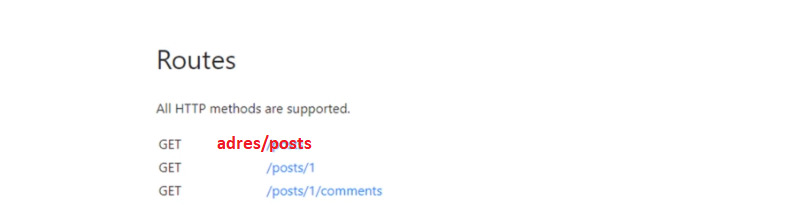 Routes
All HTTP methods are supported.
GET adres/posts
GET /posts/1
GET /posts/1/comments